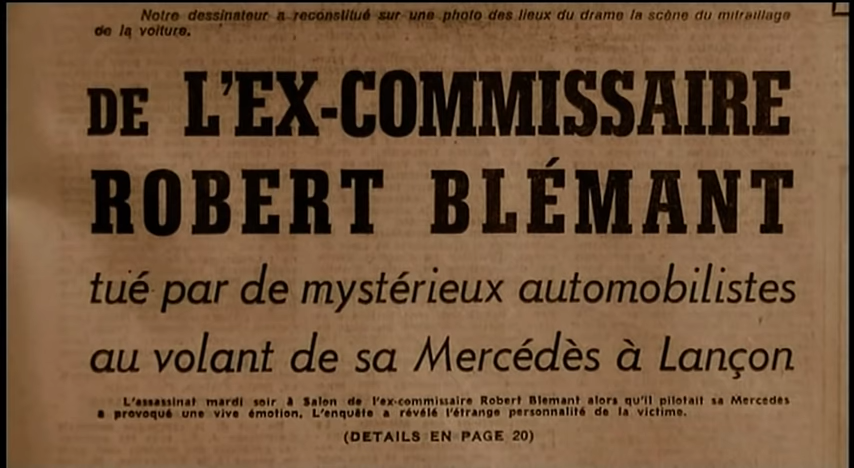 Notre dessinateur a reconstitué sur une photo des lieux du drame la scène du mitraillage
de la voiture.
DE L'EX-COMMISSAIRE
ROBERT BLÉMANT
tué par de mystérieux automobilistes
au volant de sa Mercédès à Lançon
L'assassinat mardi soir à Salon de l'ex-commissaire Robert Blemant alors qu'il pilotait sa Mercedes
a provoqué une vive émotion. L'enquête a révélé l'étrange personnalité de la victime.
(DETAILS EN PAGE 20)